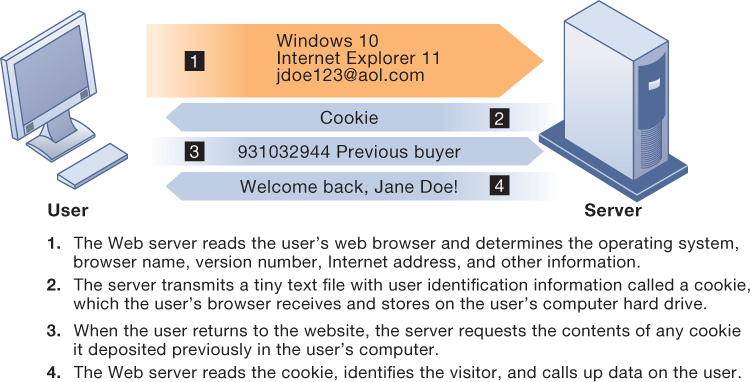 Windows 10
1 Internet Explorer 11
jdoe123@aol.com
Cookie 2
3 931032944 Previous buyer
Welcome back, Jane Doe! 4
User Server
1. The Web server reads the user’s web browser and determines the operating system,
browser name, version number, Internet address, and other information.
2. The server transmits a tiny text file with user identification information called a cookie,
which the user’s browser receives and stores on the user’s computer hard drive.
3. When the user returns to the website, the server requests the contents of any cookie
it deposited previously in the user’s computer.
4. The Web server reads the cookie, identifies the visitor, and calls up data on the user.